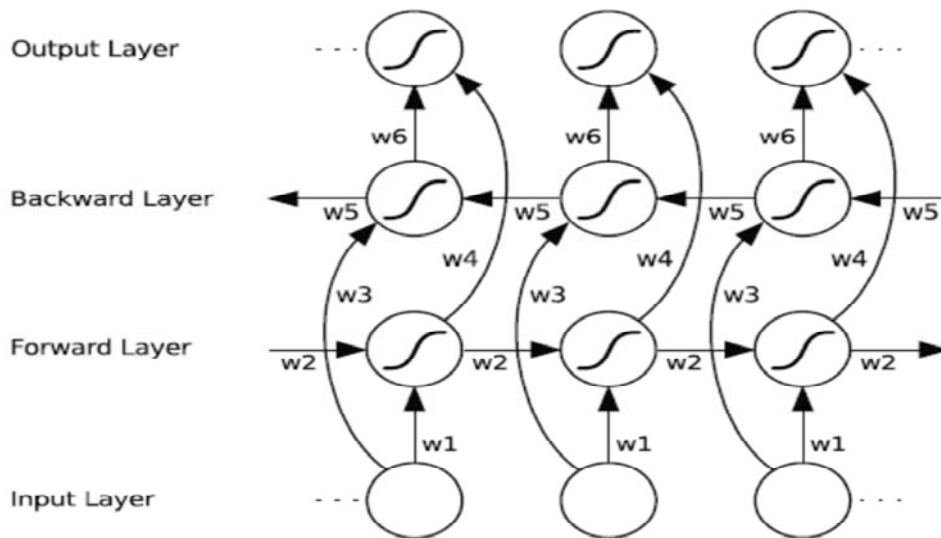 Output Layer
w6 w6 w6
Backward Layer
w5 w5 w5 w5
w4 w4 w4
w3 w3 w3
Forward Layer
w2 w2 w2 w2
w1 w1 w1
Input Layer